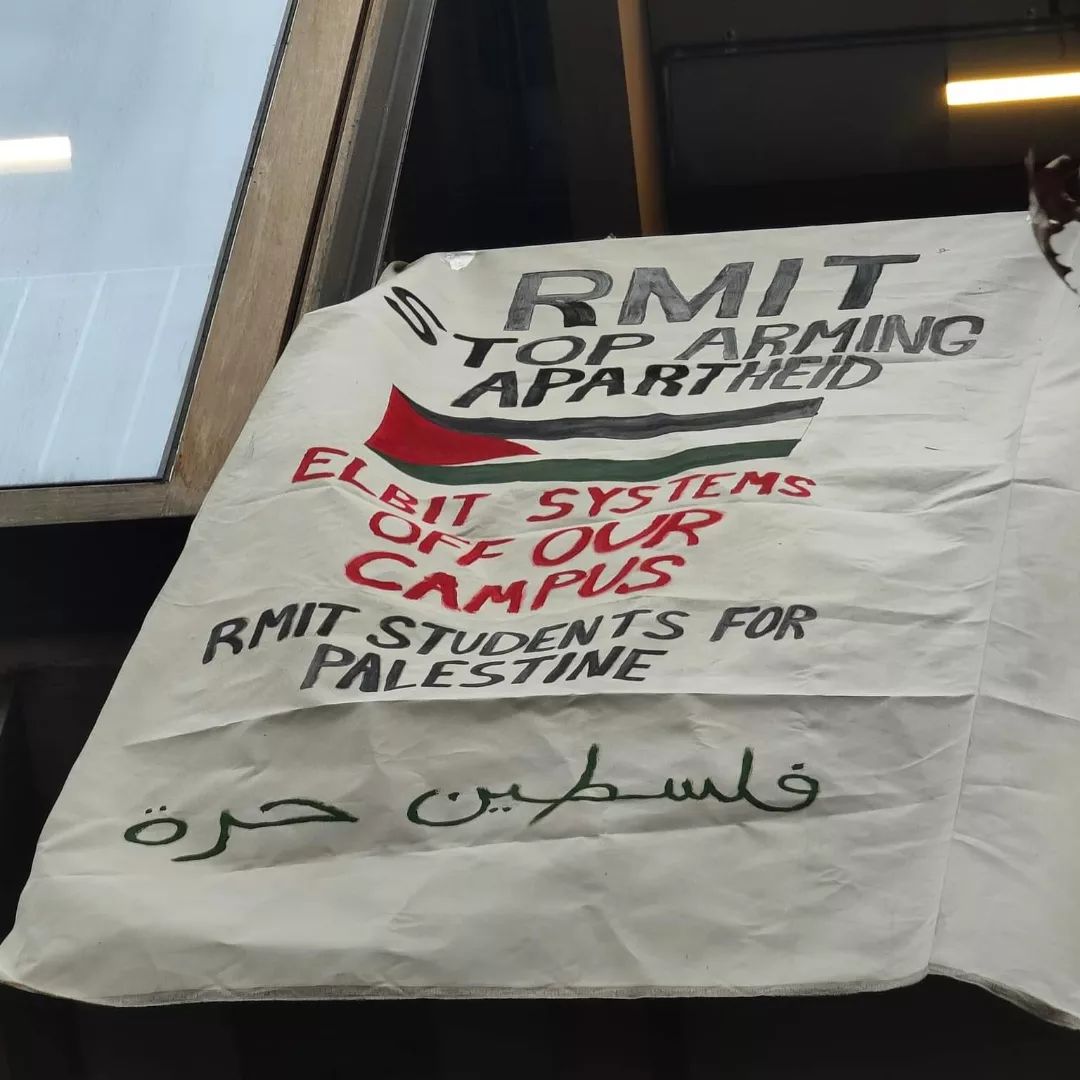 RMIT
STOP ARMING
APARTHEID
ELBIT SYSTEMS
OFF OUR
CAMPUS
RMIT STUDENTS FOR
PALESTINE
فلسطين حرة